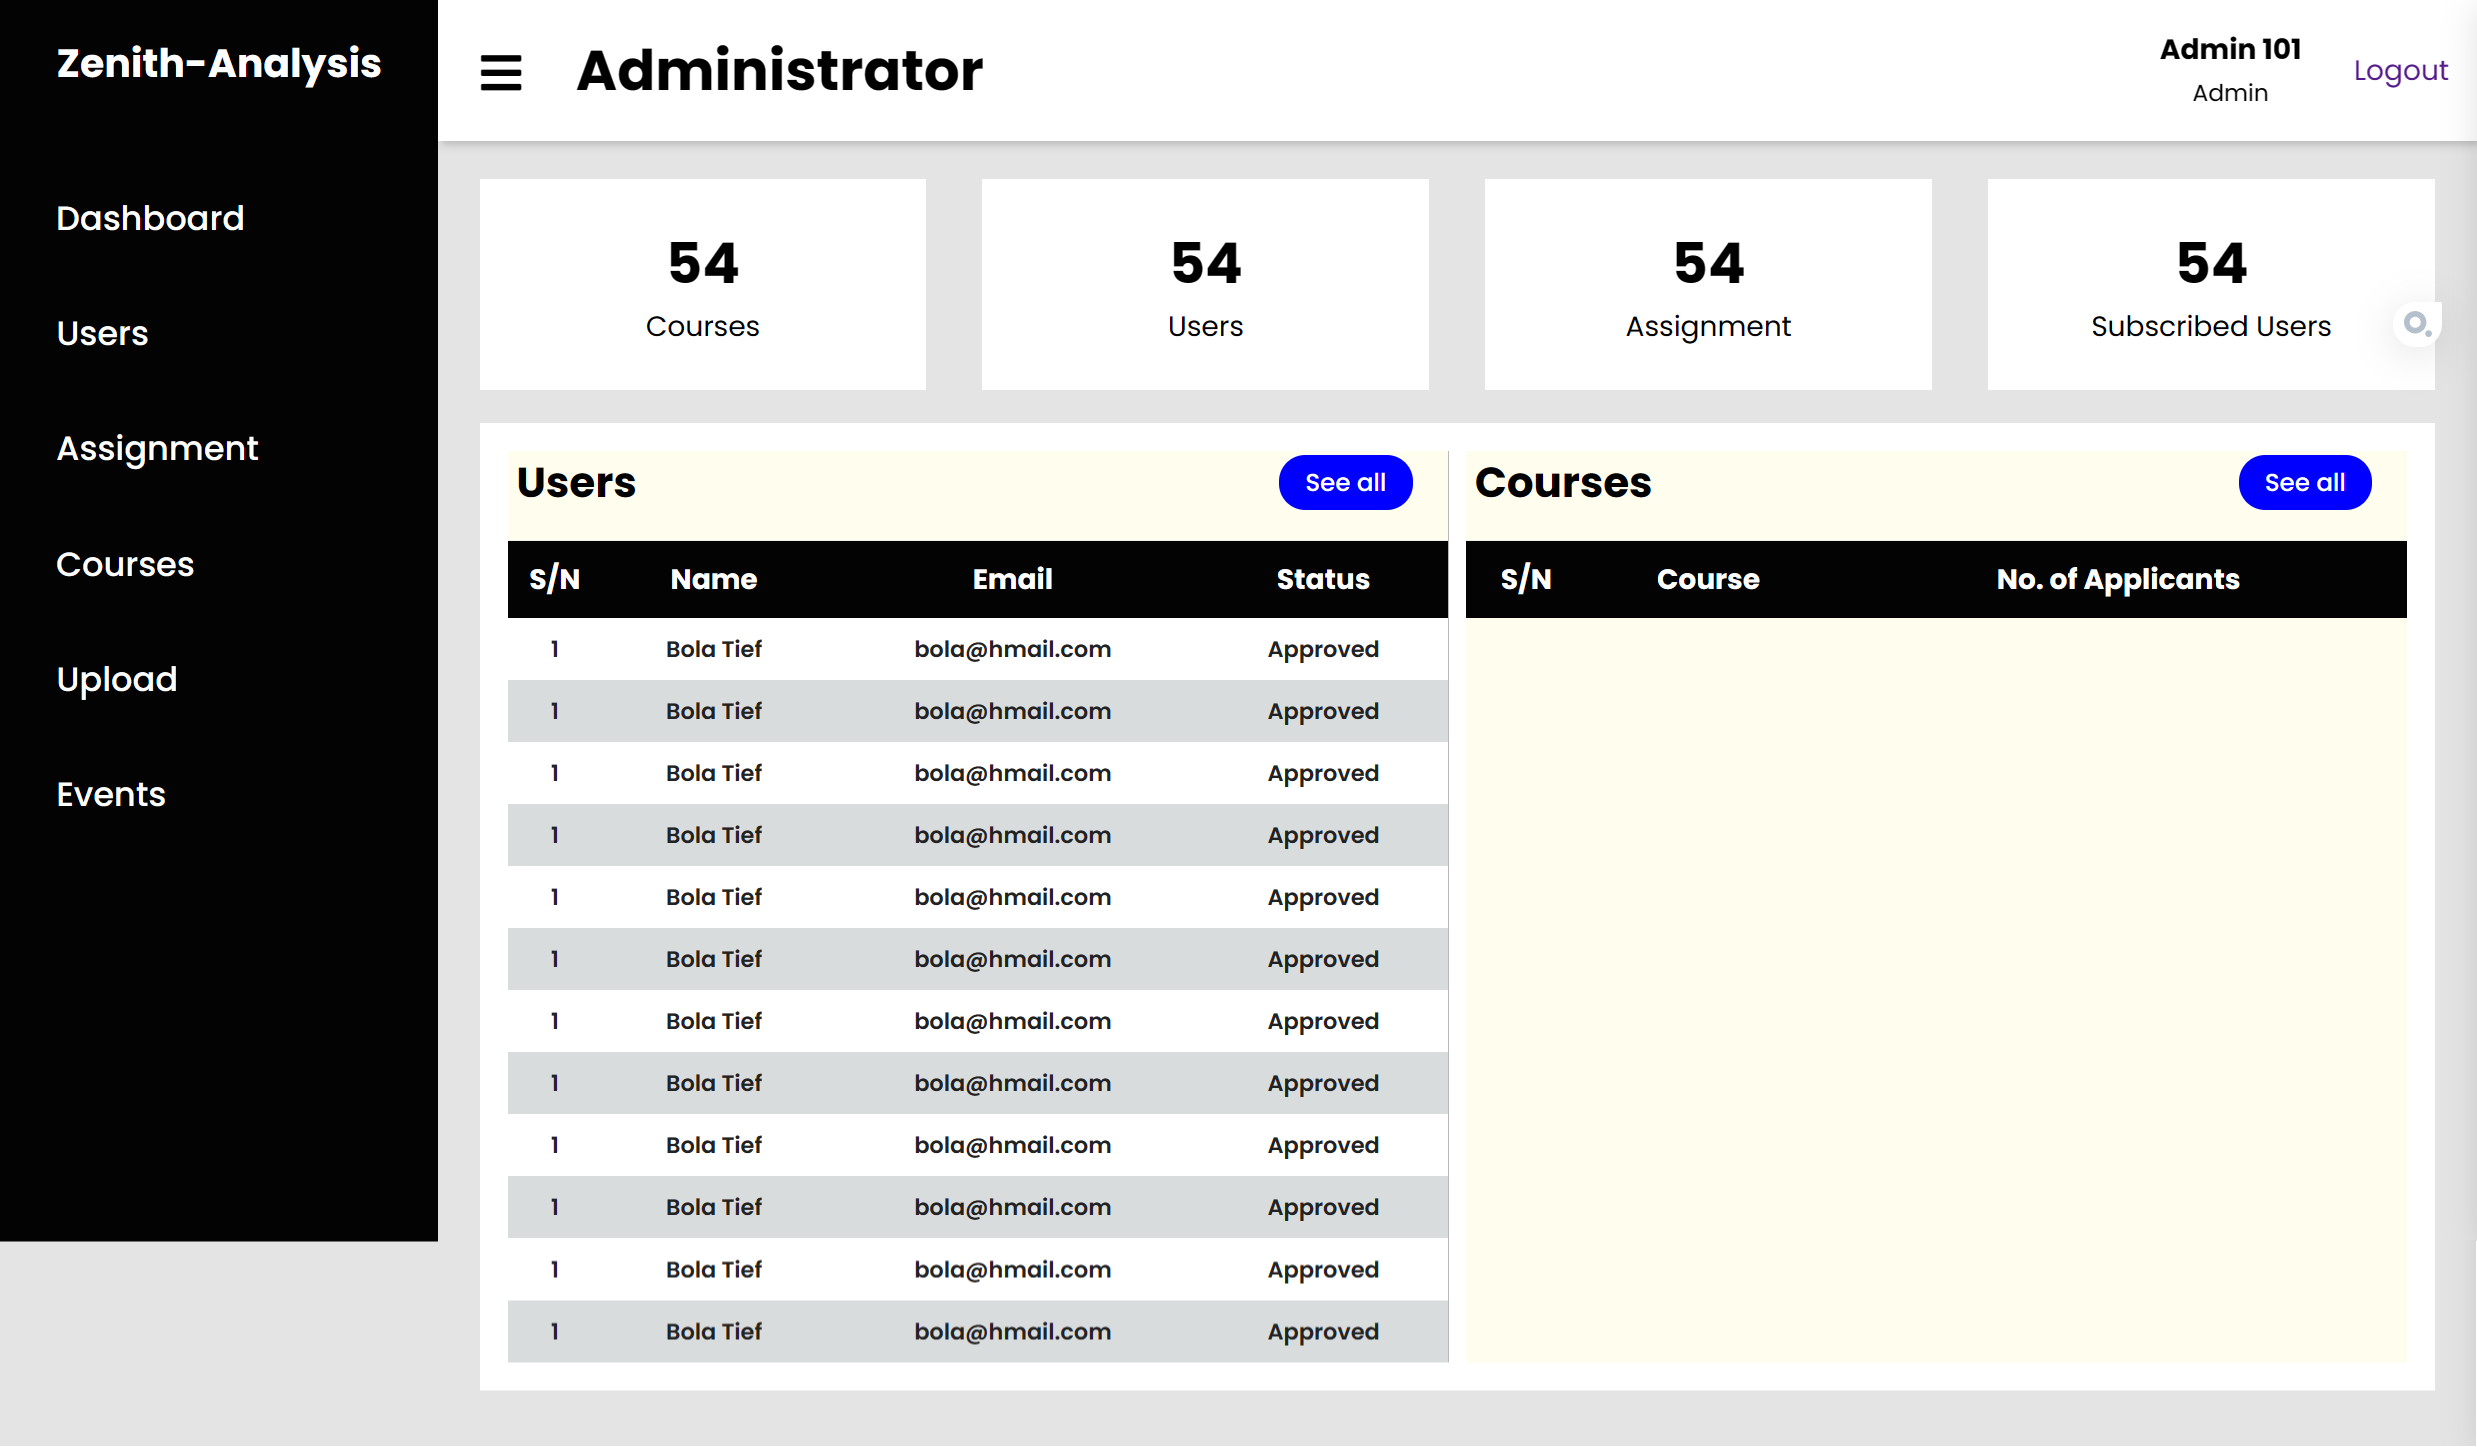 Zenith-Analysis
Dashboard
Users
Assignment
Courses
Upload
Events
Administrator
Admin 101
Admin
Logout
54
Courses
54
Users
54
Assignment
54
Subscribed Users
Users
See all
S/N Name Email Status
1 Bola Tief bola@hmail.com Approved
1 Bola Tief bola@hmail.com Approved
1 Bola Tief bola@hmail.com Approved
1 Bola Tief bola@hmail.com Approved
1 Bola Tief bola@hmail.com Approved
1 Bola Tief bola@hmail.com Approved
1 Bola Tief bola@hmail.com Approved
1 Bola Tief bola@hmail.com Approved
1 Bola Tief bola@hmail.com Approved
1 Bola Tief bola@hmail.com Approved
1 Bola Tief bola@hmail.com Approved
1 Bola Tief bola@hmail.com Approved
Courses
See all
S/N Course No. of Applicants